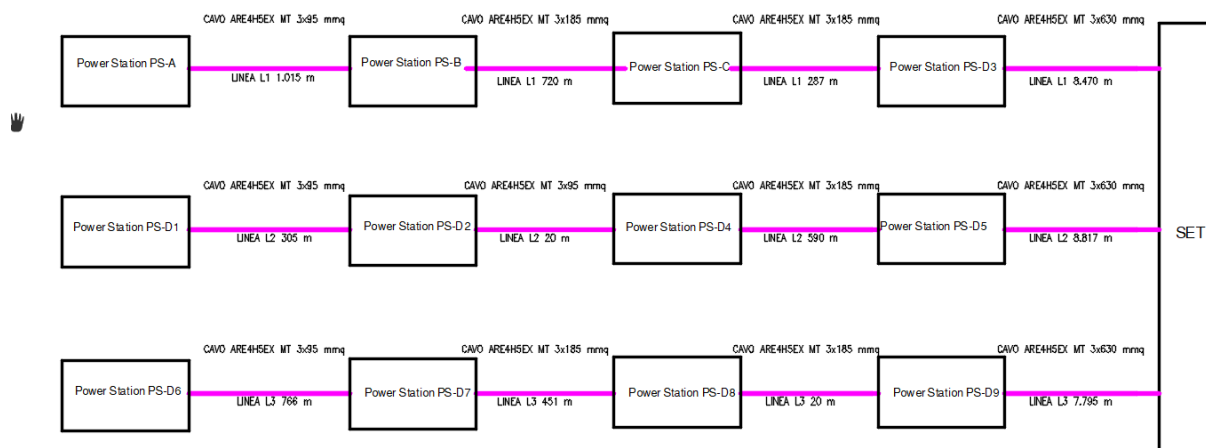 CAVO ARE4H5EX MT 3x95 mmq
CAVO ARE4H5EX MT 3x185 mmq
CAVO ARE4H5EX MT 3x185 mmq
CAVO ARE4H5EX MT 3x630 mmq
Power Station PS-A
Power Station PS-B
Power Station PS-C
Power Station PS-D3
LINEA L1 1.015 m
LINEA L1 720 m
LINEA L1 287 m
LINEA L1 8.470 m
CAVO ARE4H5EX MT 3x95 mmq
CAVO ARE4H5EX MT 3x95 mmq
CAVO ARE4H5EX MT 3x185 mmq
CAVO ARE4H5EX MT 3x630 mmq
Power Station PS-D1
Power Station PS-D2
Power Station PS-D4
Power Station PS-D5
SET
LINEA L2 305 m
LINEA L2 20 m
LINEA L2 590 m
LINEA L2 8.817 m
CAVO ARE4H5EX MT 3x95 mmq
CAVO ARE4H5EX MT 3x185 mmq
CAVO ARE4H5EX MT 3x185 mmq
CAVO ARE4H5EX MT 3x630 mmq
Power Station PS-D6
Power Station PS-D7
Power Station PS-D8
Power Station PS-D9
LINEA L3 766 m
LINEA L3 451 m
LINEA L3 20 m
LINEA L3 7.795 m